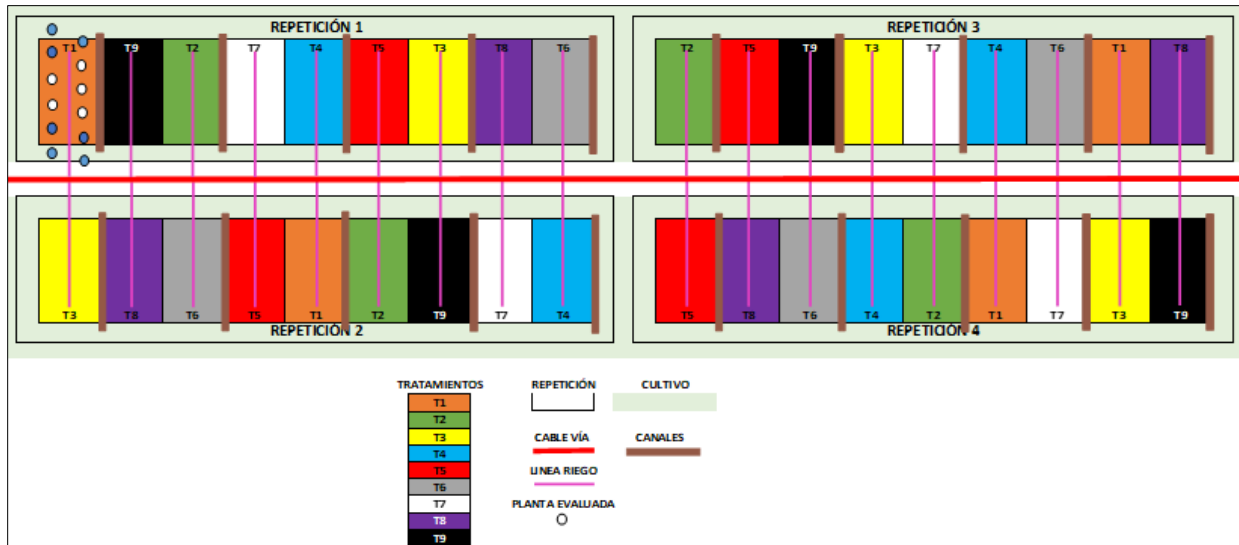 REPETICIÓN 1
T1 T9 T2 T7 T4 T5 T3 T8 T6
REPETICIÓN 3
T2 T5 T9 T3 T7 T4 T6 T1 T8
T3 T8 T6 T5 T1 T2 T9 T7 T4
REPETICIÓN 2
T5 T8 T6 T4 T2 T1 T7 T3 T9
REPETICIÓN 4
TRATAMIENTOS
T1
T2
T3
T4
T5
T6
T7
T8
T9
REPETICIÓN
CULTIVO
CABLE VÍA
CANALES
LINEA RIEGO
PLANTA EVALUADA